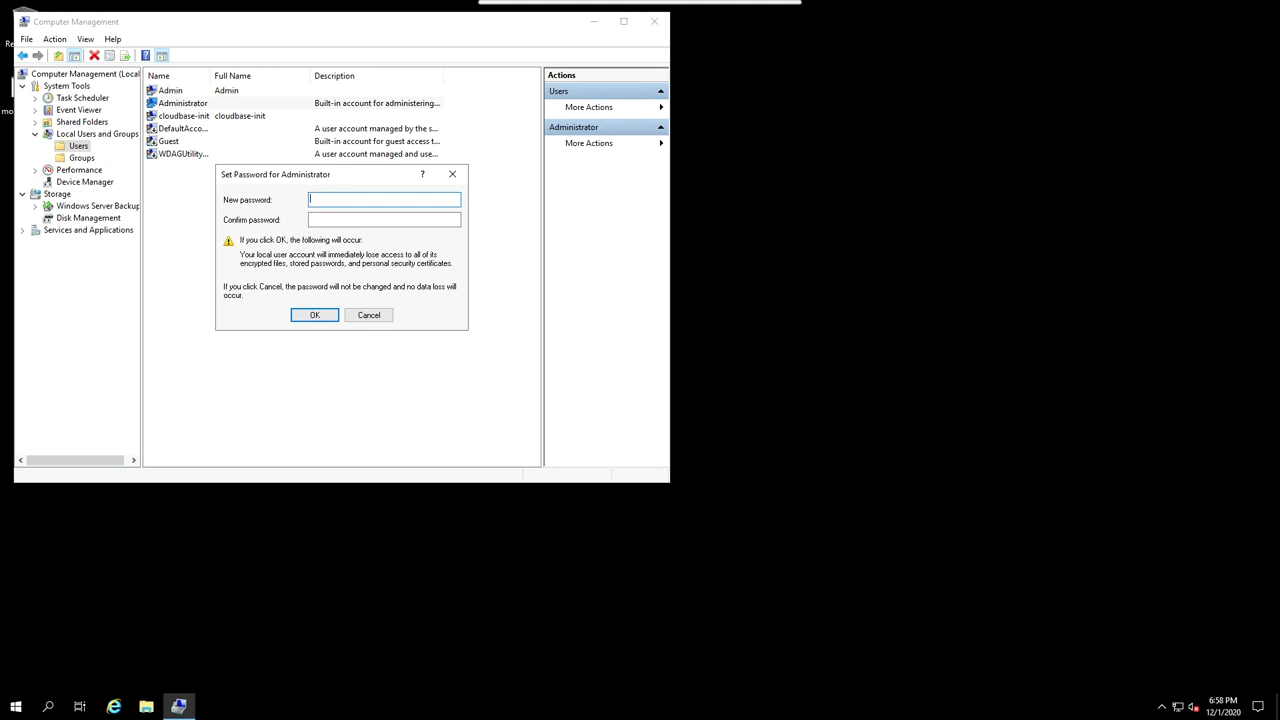 Computer Management
File Action View Help
Computer Management (Local
System Tools
Task Scheduler
Event Viewer
Shared Folders
Local Users and Groups
Users
Groups
Performance
Device Manager
Storage
Windows Server Backup
Disk Management
Services and Applications
Name Full Name Description
Admin Admin
Administrator Built-in account for administering...
cloudbase-init cloudbase-init
DefaultAcco... A user account managed by the s...
Guest Built-in account for guest access t...
WDAGUtility... A user account managed and use...
Set Password for Administrator ?
New password:
Confirm password:
If you click OK, the following will occur:
Your local user account will immediately lose access to all of its
encrypted files, stored passwords, and personal security certificates.
If you click Cancel, the password will not be changed and no data loss will
occur.
OK Cancel
Actions
Users
More Actions
Administrator
More Actions
6:58 PM
12/1/2020